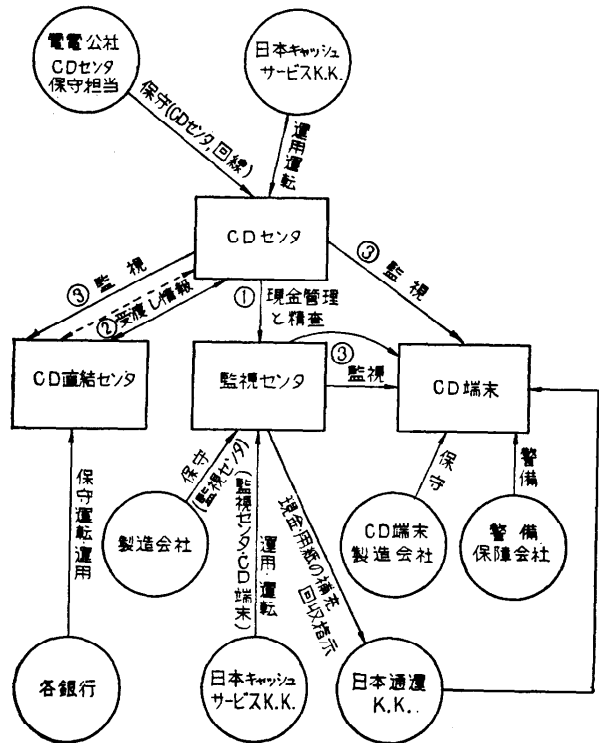 電電公社
CDセンタ
保守担当
日本キャッシュ
サービスK.K.
保守(CDセンタ,回線)
運用運転
CDセンタ
③監視
②受渡し情報
①
現金管理
と精査
③監視
CD直結センタ
監視センタ
③
監視
CD端末
保守運転・運用
保守
(監視センタ)
運用・運転
(監視センタ・CD端末)
現金・用紙の補充
回収指示
保守
警備
製造会社
CD端末
製造会社
警備
保障会社
各銀行
日本キャッシュ
サービスK.K.
日本通運
K.K.